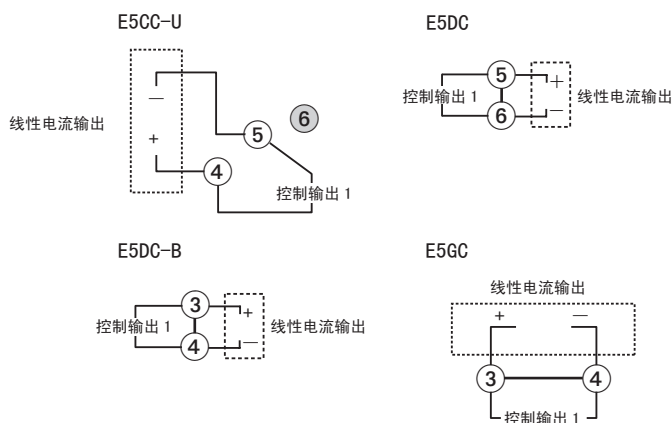 E5CC-U
线性电流输出
—
+
5
6
4
控制输出 1
E5DC
控制输出 1
5
6
+
—
线性电流输出
E5DC-B
控制输出 1
3
4
+
—
线性电流输出
E5GC
线性电流输出
+ —
3 4
控制输出 1